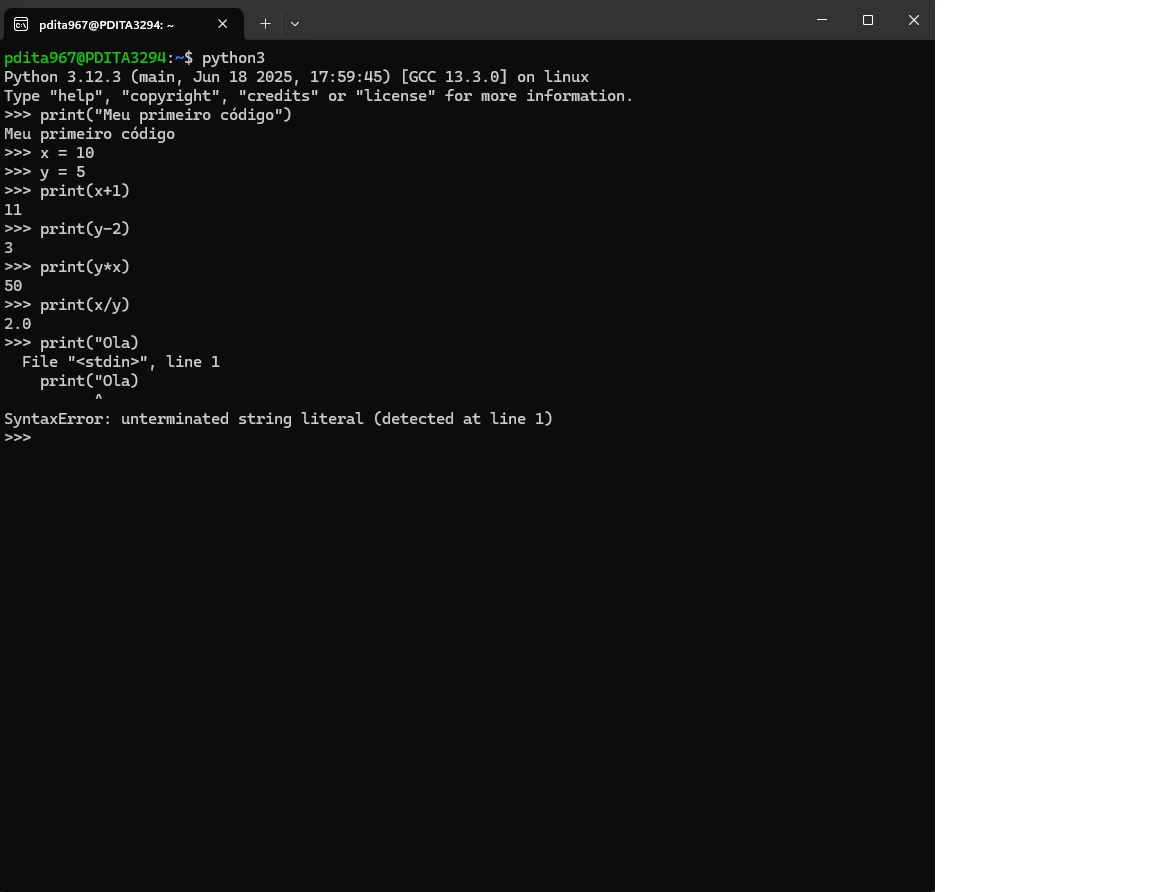 pdita967@PDITA3294: ~
pdita967@PDITA3294:~$ python3
Python 3.12.3 (main, Jun 18 2025, 17:59:45) [GCC 13.3.0] on linux
Type "help", "copyright", "credits" or "license" for more information.
>>> print("Meu primeiro código")
Meu primeiro código
>>> x = 10
>>> y = 5
>>> print(x+1)
11
>>> print(y-2)
3
>>> print(y*x)
50
>>> print(x/y)
2.0
>>> print("Ola)
  File "<stdin>", line 1
    print("Ola)
          ^
SyntaxError: unterminated string literal (detected at line 1)
>>>